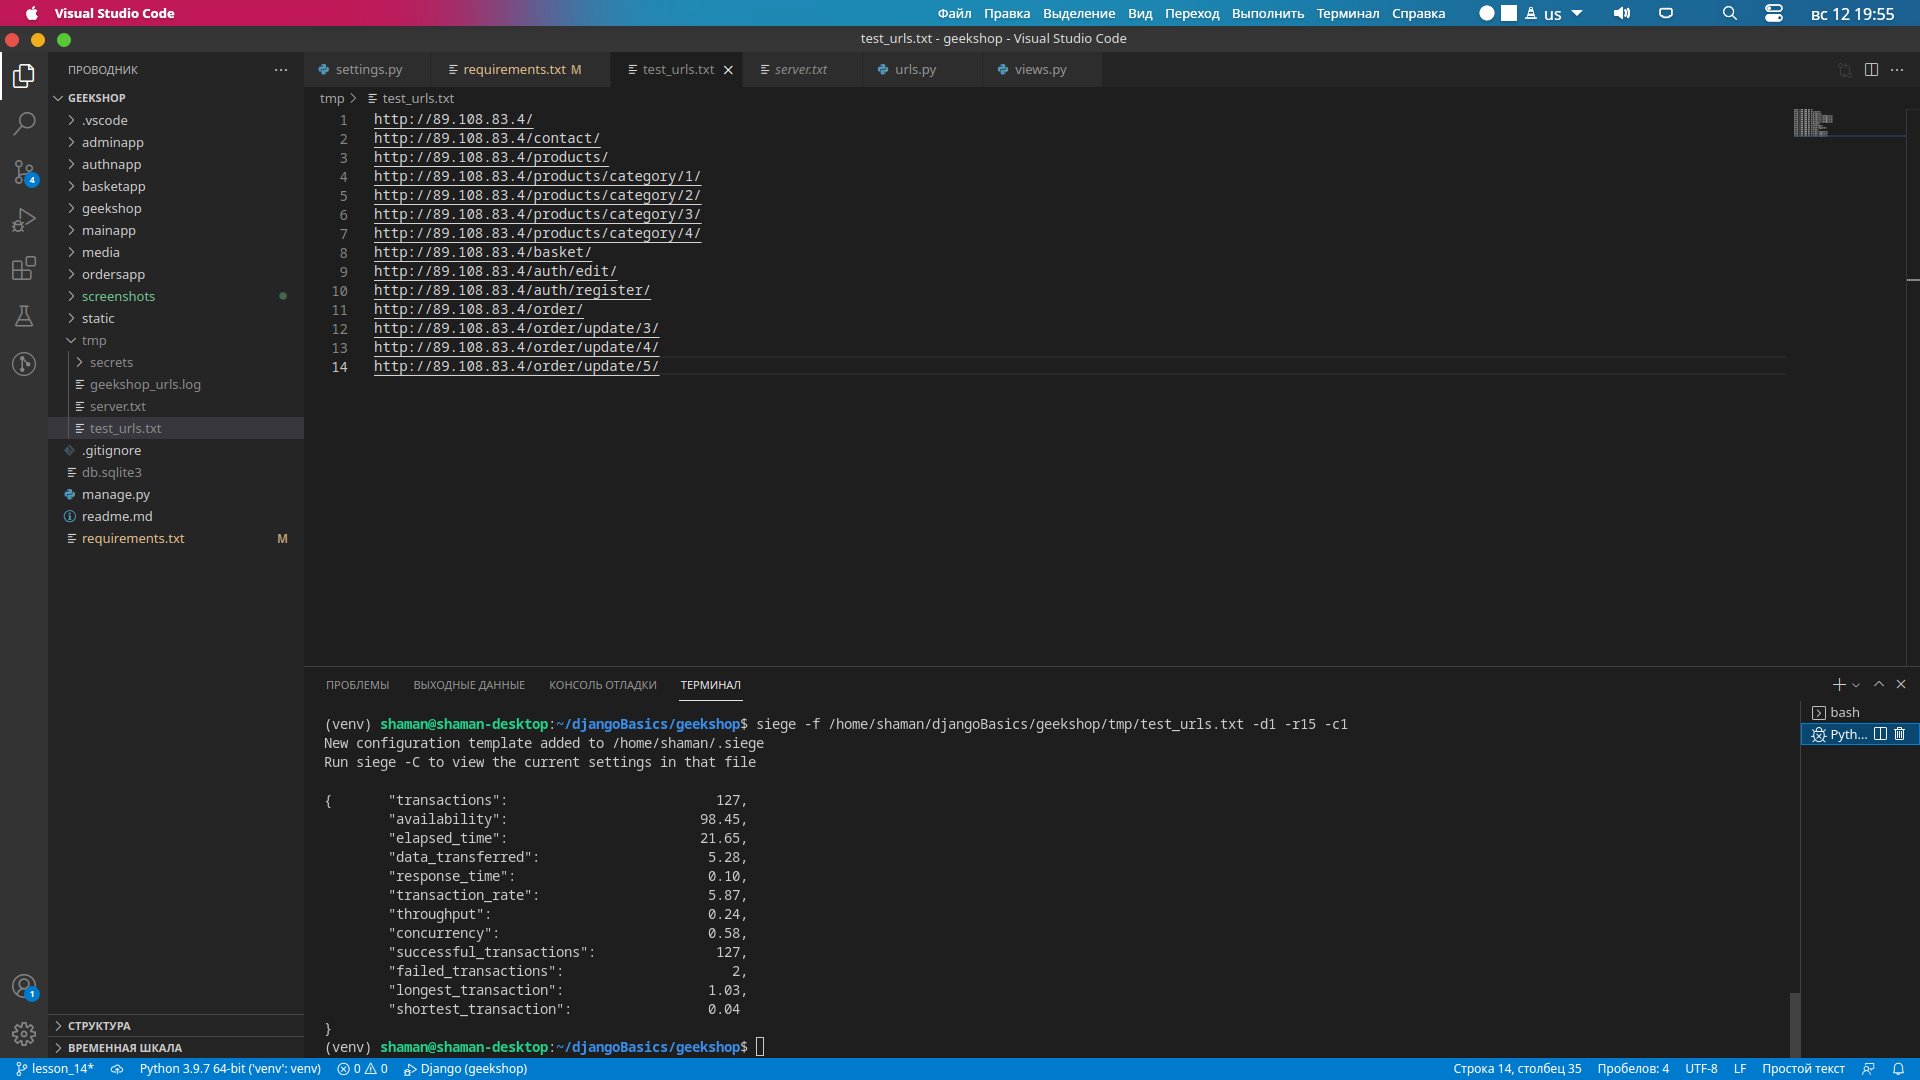 Visual Studio Code
Файл Правка Выделение Вид Переход Выполнить Терминал Справка
us
вс 12 19:55
test_urls.txt - geekshop - Visual Studio Code
ПРОВОДНИК
settings.py
requirements.txt M
test_urls.txt
server.txt
urls.py
views.py
GEEKSHOP
.vscode
adminapp
authnapp
basketapp
geekshop
mainapp
media
ordersapp
screenshots
static
tmp
secrets
geekshop_urls.log
server.txt
test_urls.txt
.gitignore
db.sqlite3
manage.py
readme.md
requirements.txt M
4
1
СТРУКТУРА
ВРЕМЕННАЯ ШКАЛА
tmp > test_urls.txt
1 http://89.108.83.4/
2 http://89.108.83.4/contact/
3 http://89.108.83.4/products/
4 http://89.108.83.4/products/category/1/
5 http://89.108.83.4/products/category/2/
6 http://89.108.83.4/products/category/3/
7 http://89.108.83.4/products/category/4/
8 http://89.108.83.4/basket/
9 http://89.108.83.4/auth/edit/
10 http://89.108.83.4/auth/register/
11 http://89.108.83.4/order/
12 http://89.108.83.4/order/update/3/
13 http://89.108.83.4/order/update/4/
14 http://89.108.83.4/order/update/5/
ПРОБЛЕМЫ ВЫХОДНЫЕ ДАННЫЕ КОНСОЛЬ ОТЛАДКИ ТЕРМИНАЛ
(venv) shaman@shaman-desktop:~/djangoBasics/geekshop$ siege -f /home/shaman/djangoBasics/geekshop/tmp/test_urls.txt -d1 -r15 -c1
New configuration template added to /home/shaman/.siege
Run siege -C to view the current settings in that file
{ "transactions": 127,
"availability": 98.45,
"elapsed_time": 21.65,
"data_transferred": 5.28,
"response_time": 0.10,
"transaction_rate": 5.87,
"throughput": 0.24,
"concurrency": 0.58,
"successful_transactions": 127,
"failed_transactions": 2,
"longest_transaction": 1.03,
"shortest_transaction": 0.04
}
(venv) shaman@shaman-desktop:~/djangoBasics/geekshop$
bash
Pyth...
lesson_14* Python 3.9.7 64-bit ('venv': venv) 0 0 Django (geekshop)
Строка 14, столбец 35 Пробелов: 4 UTF-8 LF Простой текст